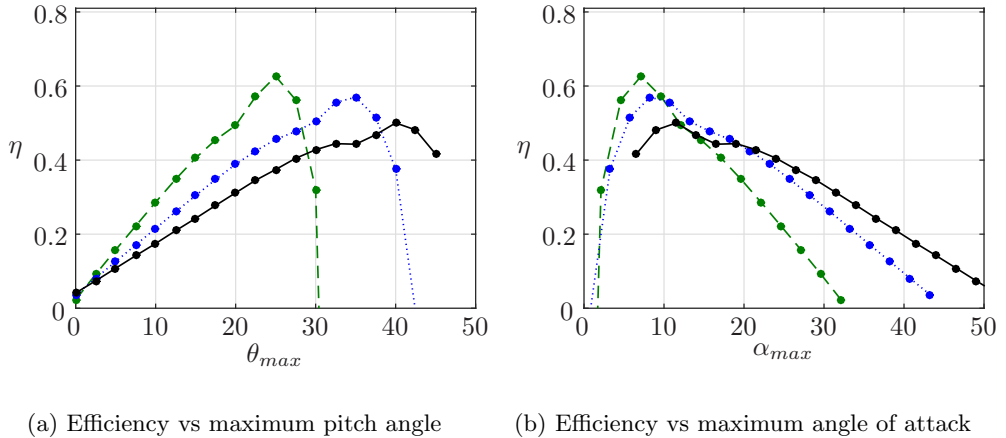 0.8
0.6
0.4
0.2
0
η
0 10 20 30 40 50
θmax
0.8
0.6
0.4
0.2
0
η
0 10 20 30 40 50
αmax
(a) Efficiency vs maximum pitch angle
(b) Efficiency vs maximum angle of attack